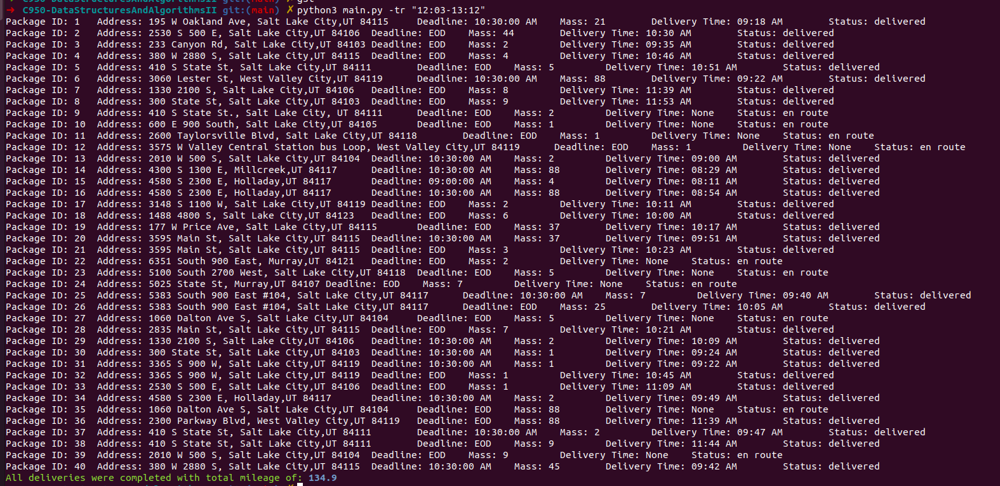 ➜ C950-DataStructuresAndAlgorithmsII git:(main) ✗ gst
➜ C950-DataStructuresAndAlgorithmsII git:(main) ✗ python3 main.py -tr "12:03-13:12"
Package ID: 1 Address: 195 W Oakland Ave, Salt Lake City,UT 84115 Deadline: 10:30:00 AM Mass: 21 Delivery Time: 09:18 AM Status: delivered
Package ID: 2 Address: 2530 S 500 E, Salt Lake City,UT 84106 Deadline: EOD Mass: 44 Delivery Time: 10:30 AM Status: delivered
Package ID: 3 Address: 233 Canyon Rd, Salt Lake City,UT 84103 Deadline: EOD Mass: 2 Delivery Time: 09:35 AM Status: delivered
Package ID: 4 Address: 380 W 2880 S, Salt Lake City,UT 84115 Deadline: EOD Mass: 4 Delivery Time: 10:46 AM Status: delivered
Package ID: 5 Address: 410 S State St, Salt Lake City,UT 84111 Deadline: EOD Mass: 5 Delivery Time: 10:51 AM Status: delivered
Package ID: 6 Address: 3060 Lester St, West Valley City,UT 84119 Deadline: 10:30:00 AM Mass: 88 Delivery Time: 09:22 AM Status: delivered
Package ID: 7 Address: 1330 2100 S, Salt Lake City,UT 84106 Deadline: EOD Mass: 8 Delivery Time: 11:39 AM Status: delivered
Package ID: 8 Address: 300 State St, Salt Lake City,UT 84103 Deadline: EOD Mass: 9 Delivery Time: 11:53 AM Status: delivered
Package ID: 9 Address: 410 S State St., Salt Lake City, UT 84111 Deadline: EOD Mass: 2 Delivery Time: None Status: en route
Package ID: 10 Address: 600 E 900 South, Salt Lake City,UT 84105 Deadline: EOD Mass: 1 Delivery Time: None Status: en route
Package ID: 11 Address: 2600 Taylorsville Blvd, Salt Lake City,UT 84118 Deadline: EOD Mass: 1 Delivery Time: None Status: en route
Package ID: 12 Address: 3575 W Valley Central Station bus Loop, West Valley City,UT 84119 Deadline: EOD Mass: 1 Delivery Time: None Status: en route
Package ID: 13 Address: 2010 W 500 S, Salt Lake City,UT 84104 Deadline: 10:30:00 AM Mass: 2 Delivery Time: 09:00 AM Status: delivered
Package ID: 14 Address: 4300 S 1300 E, Millcreek,UT 84117 Deadline: 10:30:00 AM Mass: 88 Delivery Time: 08:29 AM Status: delivered
Package ID: 15 Address: 4580 S 2300 E, Holladay,UT 84117 Deadline: 09:00:00 AM Mass: 4 Delivery Time: 08:11 AM Status: delivered
Package ID: 16 Address: 4580 S 2300 E, Holladay,UT 84117 Deadline: 10:30:00 AM Mass: 88 Delivery Time: 08:54 AM Status: delivered
Package ID: 17 Address: 3148 S 1100 W, Salt Lake City,UT 84119 Deadline: EOD Mass: 2 Delivery Time: 10:11 AM Status: delivered
Package ID: 18 Address: 1488 4800 S, Salt Lake City,UT 84123 Deadline: EOD Mass: 6 Delivery Time: 10:00 AM Status: delivered
Package ID: 19 Address: 177 W Price Ave, Salt Lake City,UT 84115 Deadline: EOD Mass: 37 Delivery Time: 10:17 AM Status: delivered
Package ID: 20 Address: 3595 Main St, Salt Lake City,UT 84115 Deadline: 10:30:00 AM Mass: 37 Delivery Time: 09:51 AM Status: delivered
Package ID: 21 Address: 3595 Main St, Salt Lake City,UT 84115 Deadline: EOD Mass: 3 Delivery Time: 10:23 AM Status: delivered
Package ID: 22 Address: 6351 South 900 East, Murray,UT 84121 Deadline: EOD Mass: 2 Delivery Time: None Status: en route
Package ID: 23 Address: 5100 South 2700 West, Salt Lake City,UT 84118 Deadline: EOD Mass: 5 Delivery Time: None Status: en route
Package ID: 24 Address: 5025 State St, Murray,UT 84107 Deadline: EOD Mass: 7 Delivery Time: None Status: en route
Package ID: 25 Address: 5383 South 900 East #104, Salt Lake City,UT 84117 Deadline: 10:30:00 AM Mass: 7 Delivery Time: 09:40 AM Status: delivered
Package ID: 26 Address: 5383 South 900 East #104, Salt Lake City,UT 84117 Deadline: EOD Mass: 25 Delivery Time: 10:05 AM Status: delivered
Package ID: 27 Address: 1060 Dalton Ave S, Salt Lake City,UT 84104 Deadline: EOD Mass: 5 Delivery Time: None Status: en route
Package ID: 28 Address: 2835 Main St, Salt Lake City,UT 84115 Deadline: EOD Mass: 7 Delivery Time: 10:21 AM Status: delivered
Package ID: 29 Address: 1330 2100 S, Salt Lake City,UT 84106 Deadline: 10:30:00 AM Mass: 2 Delivery Time: 10:09 AM Status: delivered
Package ID: 30 Address: 300 State St, Salt Lake City,UT 84103 Deadline: 10:30:00 AM Mass: 1 Delivery Time: 09:24 AM Status: delivered
Package ID: 31 Address: 3365 S 900 W, Salt Lake City,UT 84119 Deadline: 10:30:00 AM Mass: 1 Delivery Time: 09:22 AM Status: delivered
Package ID: 32 Address: 3365 S 900 W, Salt Lake City,UT 84119 Deadline: EOD Mass: 1 Delivery Time: 10:45 AM Status: delivered
Package ID: 33 Address: 2530 S 500 E, Salt Lake City,UT 84106 Deadline: EOD Mass: 1 Delivery Time: 11:09 AM Status: delivered
Package ID: 34 Address: 4580 S 2300 E, Holladay,UT 84117 Deadline: 10:30:00 AM Mass: 2 Delivery Time: 09:49 AM Status: delivered
Package ID: 35 Address: 1060 Dalton Ave S, Salt Lake City,UT 84104 Deadline: EOD Mass: 88 Delivery Time: None Status: en route
Package ID: 36 Address: 2300 Parkway Blvd, West Valley City,UT 84119 Deadline: EOD Mass: 88 Delivery Time: 11:39 AM Status: delivered
Package ID: 37 Address: 410 S State St, Salt Lake City,UT 84111 Deadline: 10:30:00 AM Mass: 2 Delivery Time: 09:47 AM Status: delivered
Package ID: 38 Address: 410 S State St, Salt Lake City,UT 84111 Deadline: EOD Mass: 9 Delivery Time: 11:44 AM Status: delivered
Package ID: 39 Address: 2010 W 500 S, Salt Lake City,UT 84104 Deadline: EOD Mass: 9 Delivery Time: None Status: en route
Package ID: 40 Address: 380 W 2880 S, Salt Lake City,UT 84115 Deadline: 10:30:00 AM Mass: 45 Delivery Time: 09:42 AM Status: delivered
All deliveries were completed with total mileage of: 134.9